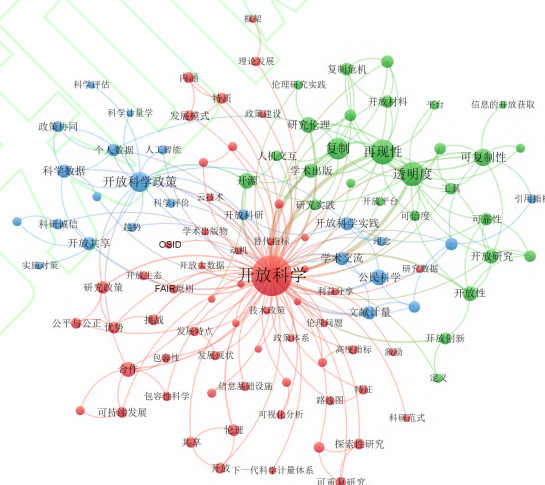 框架
理论发展
复制危机
内涵
伦理研究实践
科学评估
特质
开放材料
平台
信息的开放获取
科学计量学
发展模式
政策建设
政策协同
研究伦理
个人数据
人工智能
人机交互
复制
再现性
可复制性
科学数据
学术出版
透明度
开放科学政策
开源
工具
云技术
引用指标
科学评价
研究实践
开放平台
开放科研
可信度
可靠性
科研诚信
趋势
开放科学实践
学术出版物
开放共享
OSID
替代指标
理念
动机
学术交流
开放研究
实施对策
开放大数据
研究数据
开放生态
开放科学
公民科学
研究政策
FAIR原则
利益分享
开放性
技术政策
文献计量
公平与公正
优势
挑战
伦理问题
发展特点
政策体系
开放创新
包容性
发展现状
高度指标
激励
合作
定义
信息基础设施
特征
包容性科学
路线图
可持续发展
可视化分析
科研范式
伦理
共享
探索性研究
开放
下一代科学计量体系
可重复研究